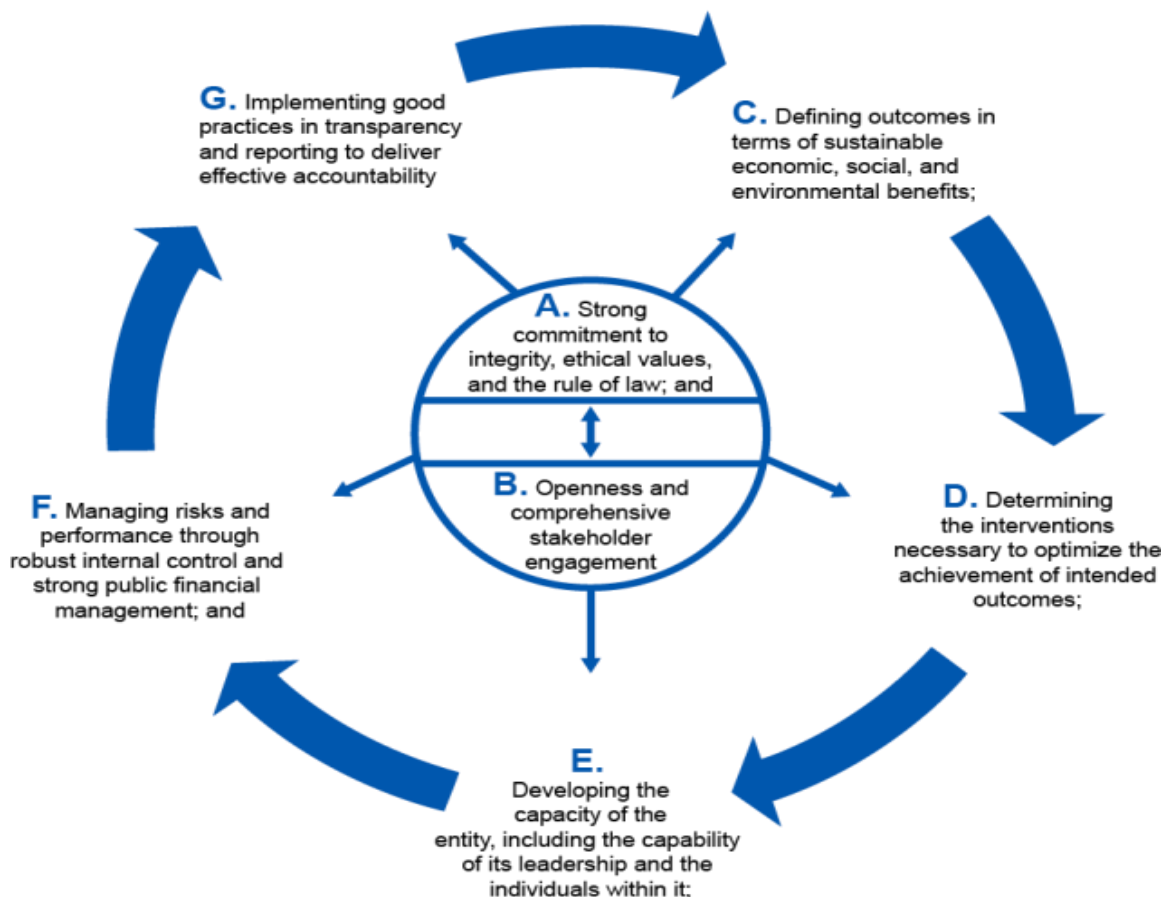 G. Implementing good
practices in transparency
and reporting to deliver
effective accountability
C. Defining outcomes in
terms of sustainable
economic, social, and
environmental benefits;
A. Strong
commitment to
integrity, ethical values,
and the rule of law; and
B. Openness and
comprehensive
stakeholder
engagement
D. Determining
the interventions
necessary to optimize the
achievement of intended
outcomes;
E.
Developing the
capacity of the
entity, including the capability
of its leadership and the
individuals within it;
F. Managing risks and
performance through
robust internal control and
strong public financial
management; and